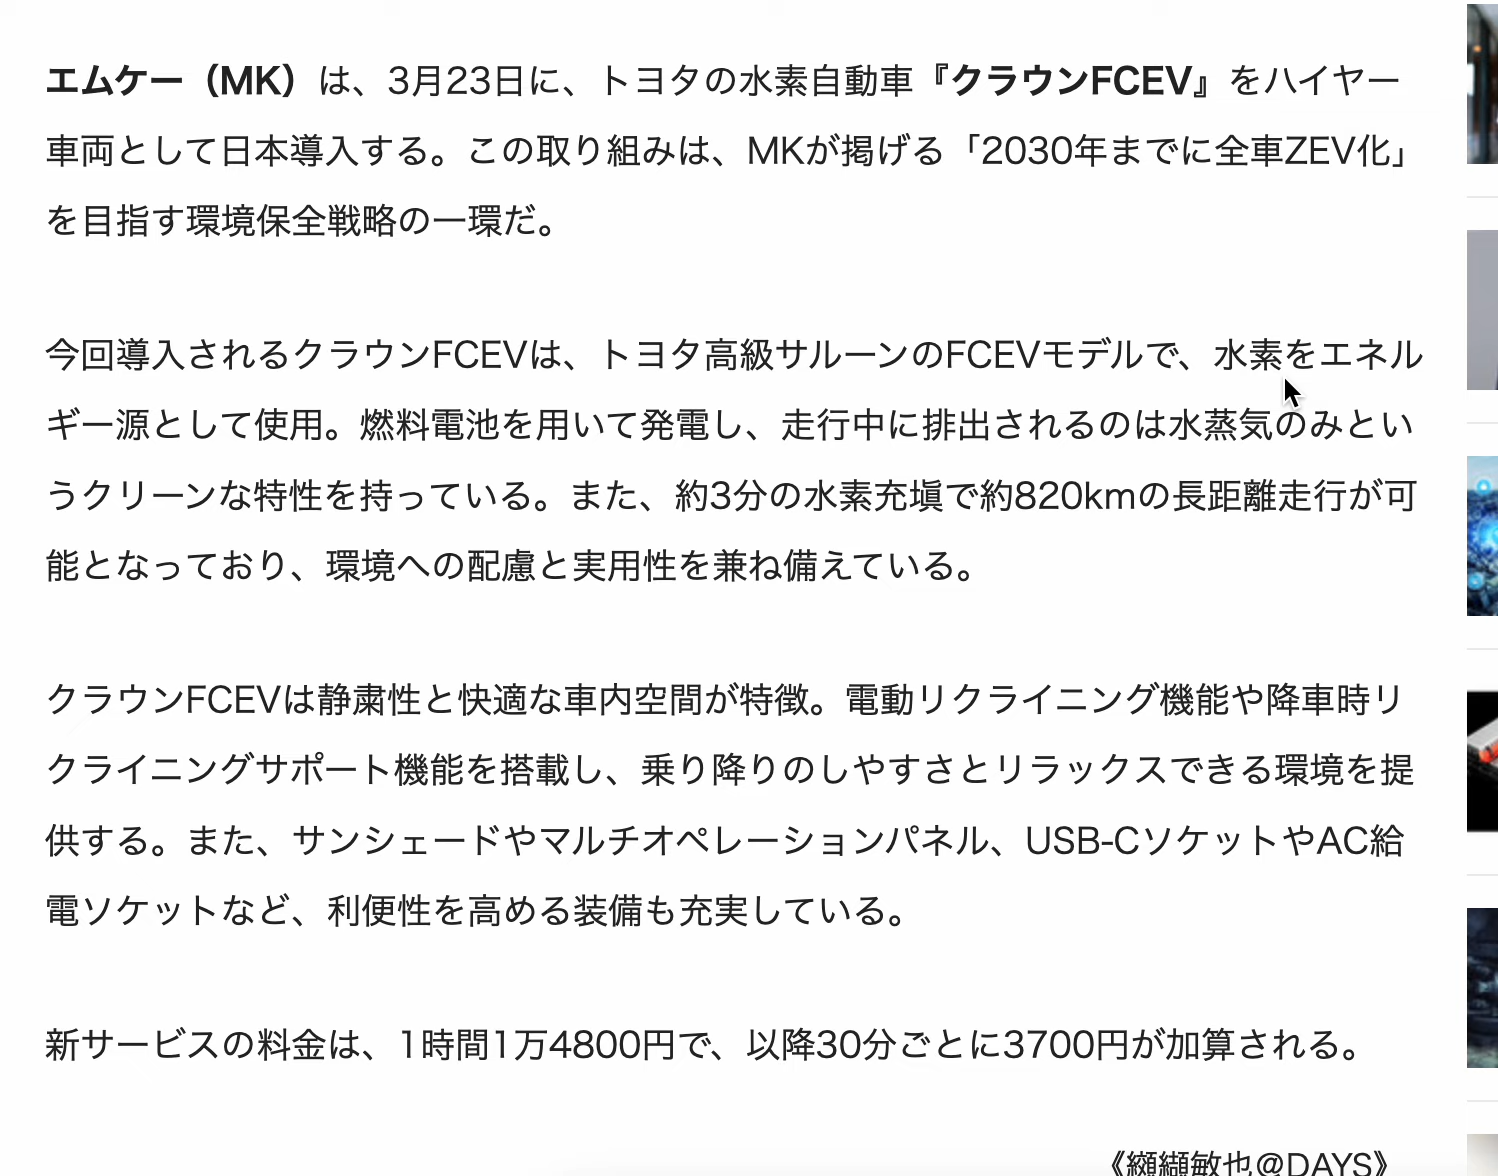 エムケー（MK）は、3月23日に、トヨタの水素自動車『クラウンFCEV』をハイヤー
車両として日本導入する。この取り組みは、MKが掲げる「2030年までに全車ZEV化」
を目指す環境保全戦略の一環だ。
今回導入されるクラウンFCEVは、トヨタ高級サルーンのFCEVモデルで、水素をエネル
ギー源として使用。燃料電池を用いて発電し、走行中に排出されるのは水蒸気のみとい
うクリーンな特性を持っている。また、約3分の水素充塡で約820kmの長距離走行が可
能となっており、環境への配慮と実用性を兼ね備えている。
クラウンFCEVは静粛性と快適な車内空間が特徴。電動リクライニング機能や降車時リ
クライニングサポート機能を搭載し、乗り降りのしやすさとリラックスできる環境を提
供する。また、サンシェードやマルチオペレーションパネル、USB-CソケットやAC給
電ソケットなど、利便性を高める装備も充実している。
新サービスの料金は、1時間1万4800円で、以降30分ごとに3700円が加算される。
《纐纈敏也@DAYS》